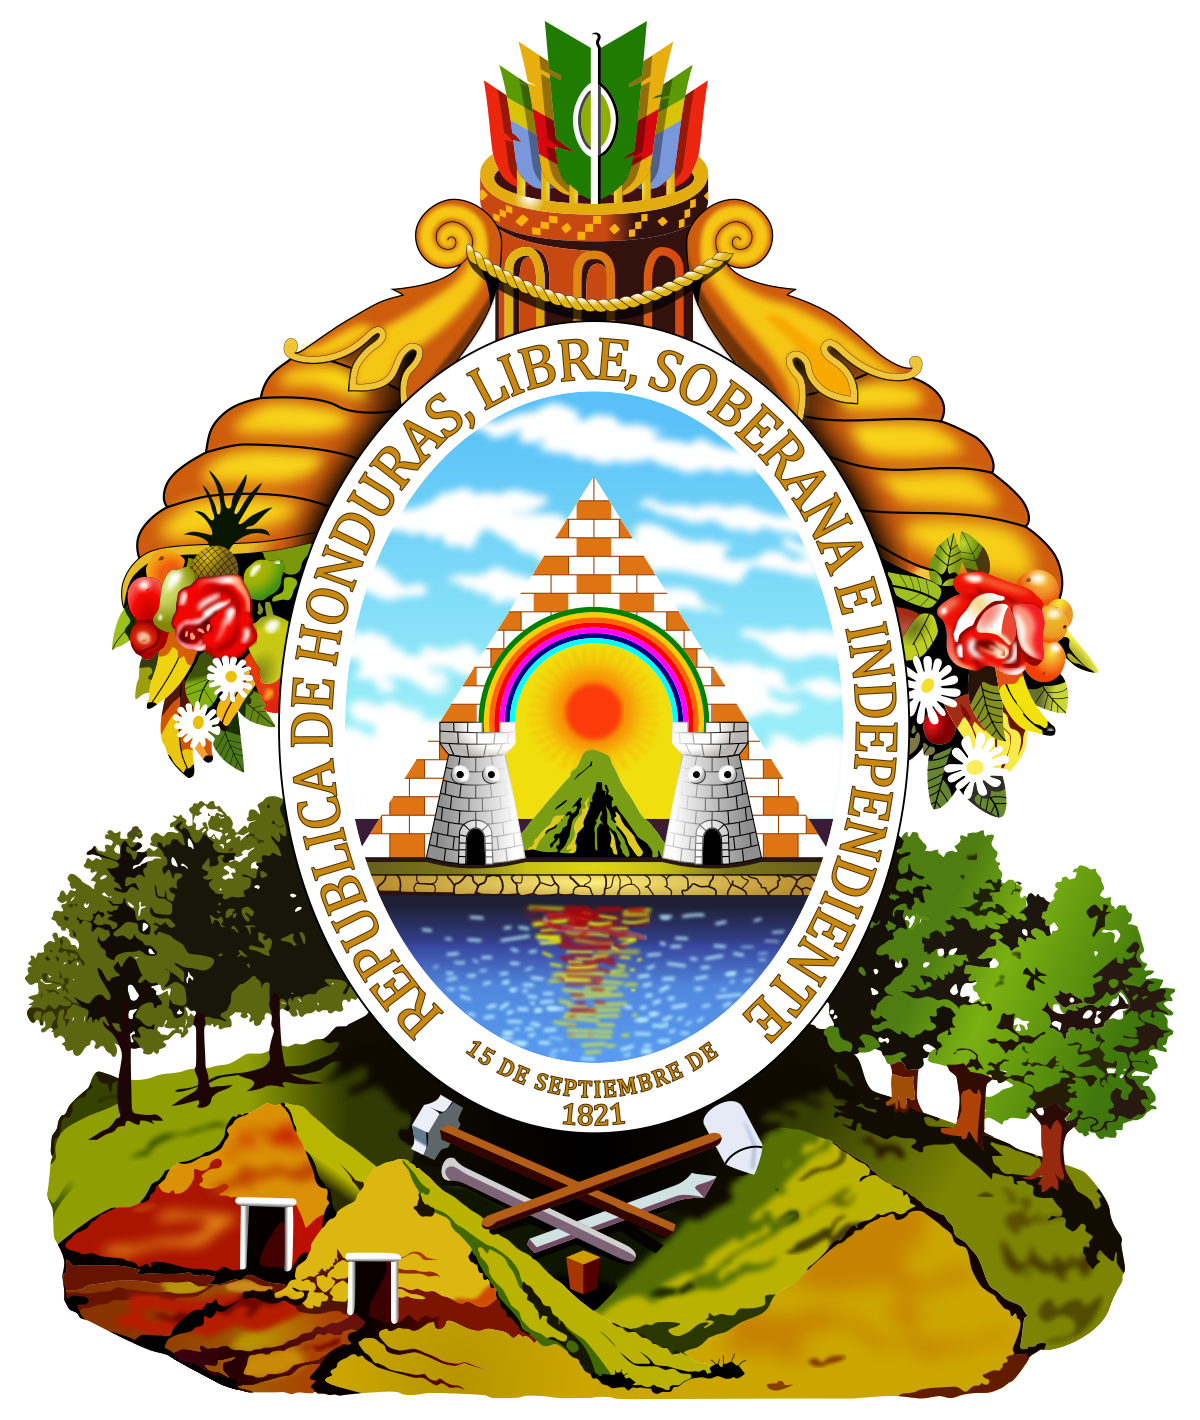 REPUBLICA DE HONDURAS, LIBRE, SOBERANA E INDEPENDIENTE
15 DE SEPTIEMBRE DE
1821